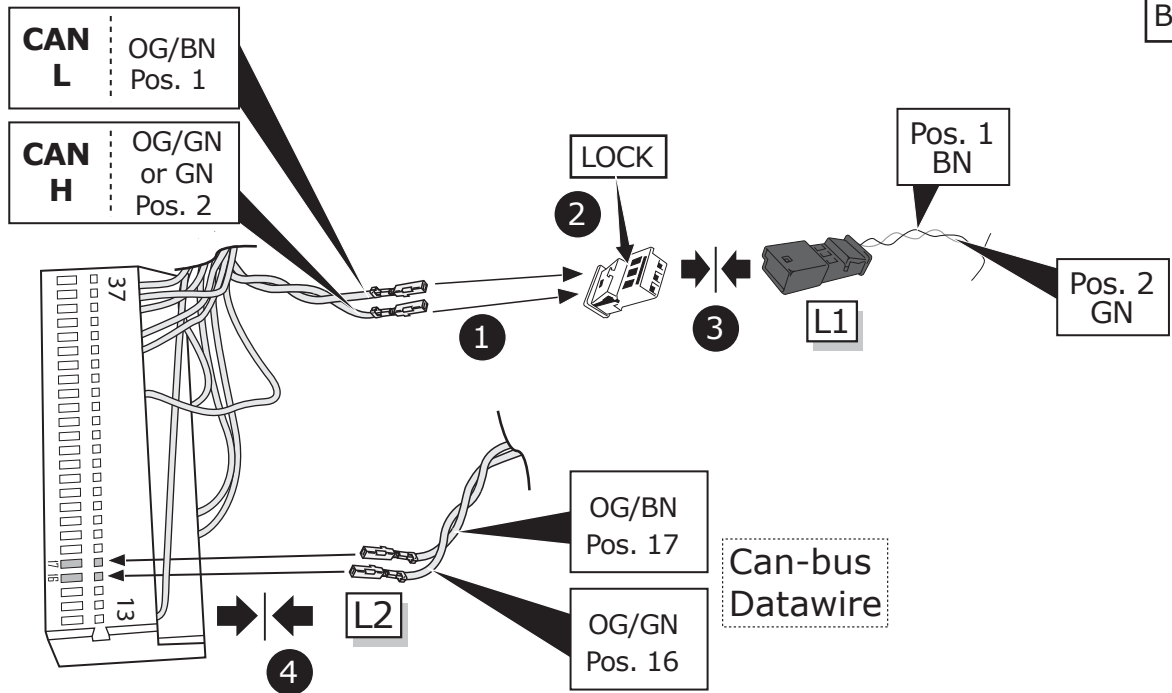 CAN
L
OG/BN
Pos. 1
B
CAN
H
OG/GN
or GN
Pos. 2
LOCK
Pos. 1
BN
2
Pos. 2
GN
37
1
3
L1
OG/BN
Pos. 17
Can-bus
Datawire
17
16
13
L2
OG/GN
Pos. 16
4